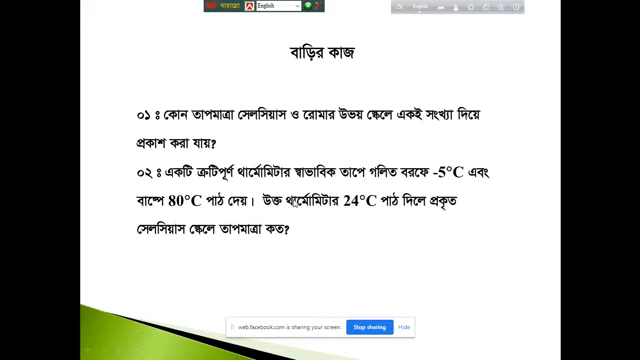 English
English
বাড়ির কাজ
০১ ঃ কোন তাপমাত্রা সেলসিয়াস ও রোমার উভয় স্কেলে একই সংখ্যা দিয়ে
প্রকাশ করা যায়?
০২ ঃ একটি ত্রুটিপূর্ণ থার্মোমিটার স্বাভাবিক তাপে গলিত বরফে -5°C এবং
বাষ্পে 80°C পাঠ দেয়। উক্ত থার্মোমিটার 24°C পাঠ দিলে প্রকৃত
সেলসিয়াস স্কেলে তাপমাত্রা কত?
web.facebook.com is sharing your screen. Stop sharing Hide